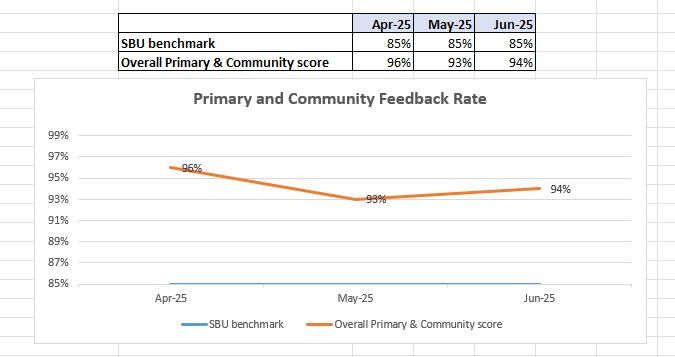 Apr-25 May-25 Jun-25
SBU benchmark 85% 85% 85%
Overall Primary & Community score 96% 93% 94%
Primary and Community Feedback Rate
99%
97%
95%
93%
91%
89%
87%
85%
96%
93%
94%
Apr-25 May-25 Jun-25
SBU benchmark Overall Primary & Community score